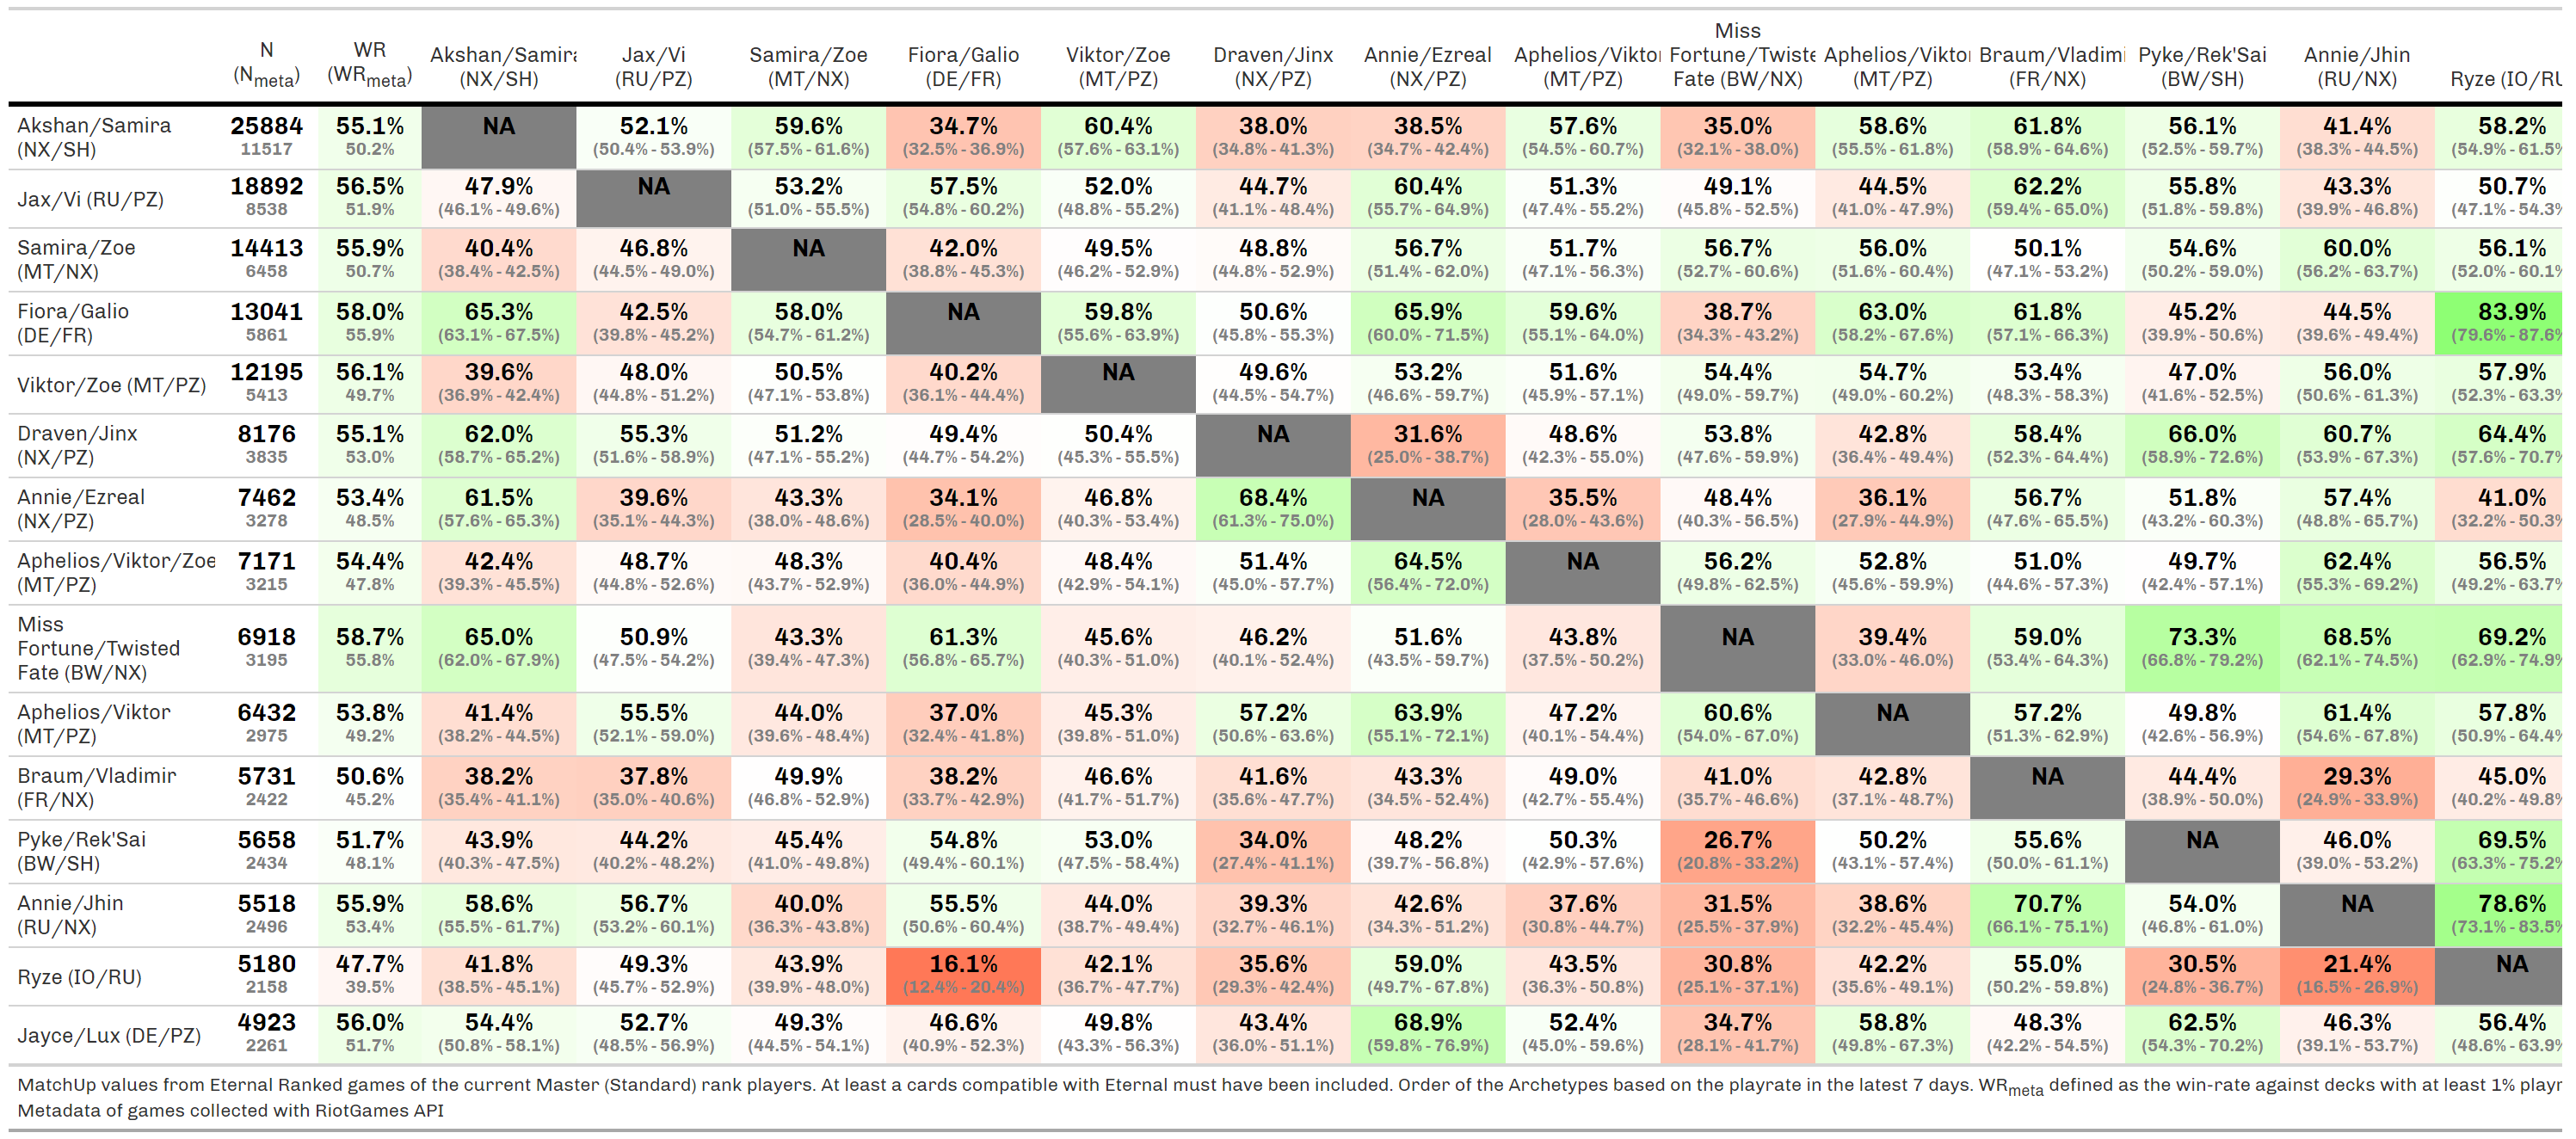 Miss
N WR Akshan/Samira Jax/Vi Samira/Zoe Fiora/Galio Viktor/Zoe Draven/Jinx Annie/Ezreal Aphelios/Viktor Fortune/Twiste Aphelios/Viktor Braum/Vladimi Pyke/Rek'Sai Annie/Jhin
(Nmeta) (WRmeta) (NX/SH) (RU/PZ) (MT/NX) (DE/FR) (MT/PZ) (NX/PZ) (NX/PZ) (MT/PZ) Fate (BW/NX) (MT/PZ) (FR/NX) (BW/SH) (RU/NX) Ryze (IO/RU
Akshan/Samira 25884 55.1% NA 52.1% 59.6% 34.7% 60.4% 38.0% 38.5% 57.6% 35.0% 58.6% 61.8% 56.1% 41.4% 58.2%
(NX/SH) 11517 50.2% (50.4% - 53.9%) (57.5% - 61.6%) (32.5% - 36.9%) (57.6% - 63.1%) (34.8% - 41.3%) (34.7% - 42.4%) (54.5% - 60.7%) (32.1% - 38.0%) (55.5% - 61.8%) (58.9% - 64.6%) (52.5% - 59.7%) (38.3% - 44.5%) (54.9% - 61.5%
Jax/Vi (RU/PZ) 18892 56.5% 47.9% NA 53.2% 57.5% 52.0% 44.7% 60.4% 51.3% 49.1% 44.5% 62.2% 55.8% 43.3% 50.7%
8538 51.9% (46.1% - 49.6%) (51.0% - 55.5%) (54.8% - 60.2%) (48.8% - 55.2%) (41.1% - 48.4%) (55.7% - 64.9%) (47.4% - 55.2%) (45.8% - 52.5%) (41.0% - 47.9%) (59.4% - 65.0%) (51.8% - 59.8%) (39.9% - 46.8%) (47.1% - 54.3%
Samira/Zoe 14413 55.9% 40.4% 46.8% NA 42.0% 49.5% 48.8% 56.7% 51.7% 56.7% 56.0% 50.1% 54.6% 60.0% 56.1%
(MT/NX) 6458 50.7% (38.4% - 42.5%) (44.5% - 49.0%) (38.8% - 45.3%) (46.2% - 52.9%) (44.8% - 52.9%) (51.4% - 62.0%) (47.1% - 56.3%) (52.7% - 60.6%) (51.6% - 60.4%) (47.1% - 53.2%) (50.2% - 59.0%) (56.2% - 63.7%) (52.0% - 60.1%
Fiora/Galio 13041 58.0% 65.3% 42.5% 58.0% NA 59.8% 50.6% 65.9% 59.6% 38.7% 63.0% 61.8% 45.2% 44.5% 83.9%
(DE/FR) 5861 55.9% (63.1% - 67.5%) (39.8% - 45.2%) (54.7% - 61.2%) (55.6% - 63.9%) (45.8% - 55.3%) (60.0% - 71.5%) (55.1% - 64.0%) (34.3% - 43.2%) (58.2% - 67.6%) (57.1% - 66.3%) (39.9% - 50.6%) (39.6% - 49.4%) (79.6% - 87.6%
Viktor/Zoe (MT/PZ) 12195 56.1% 39.6% 48.0% 50.5% 40.2% NA 49.6% 53.2% 51.6% 54.4% 54.7% 53.4% 47.0% 56.0% 57.9%
5413 49.7% (36.9% - 42.4%) (44.8% - 51.2%) (47.1% - 53.8%) (36.1% - 44.4%) (44.5% - 54.7%) (46.6% - 59.7%) (45.9% - 57.1%) (49.0% - 59.7%) (49.0% - 60.2%) (48.3% - 58.3%) (41.6% - 52.5%) (50.6% - 61.3%) (52.3% - 63.3%
Draven/Jinx 8176 55.1% 62.0% 55.3% 51.2% 49.4% 50.4% NA 31.6% 48.6% 53.8% 42.8% 58.4% 66.0% 60.7% 64.4%
(NX/PZ) 3835 53.0% (58.7% - 65.2%) (51.6% - 58.9%) (47.1% - 55.2%) (44.7% - 54.2%) (45.3% - 55.5%) (25.0% - 38.7%) (42.3% - 55.0%) (47.6% - 59.9%) (36.4% - 49.4%) (52.3% - 64.4%) (58.9% - 72.6%) (53.9% - 67.3%) (57.6% - 70.7%
Annie/Ezreal 7462 53.4% 61.5% 39.6% 43.3% 34.1% 46.8% 68.4% NA 35.5% 48.4% 36.1% 56.7% 51.8% 57.4% 41.0%
(NX/PZ) 3278 48.5% (57.6% - 65.3%) (35.1% - 44.3%) (38.0% - 48.6%) (28.5% - 40.0%) (40.3% - 53.4%) (61.3% - 75.0%) (28.0% - 43.6%) (40.3% - 56.5%) (27.9% - 44.9%) (47.6% - 65.5%) (43.2% - 60.3%) (48.8% - 65.7%) (32.2% - 50.3%
Aphelios/Viktor/Zoe 7171 54.4% 42.4% 48.7% 48.3% 40.4% 48.4% 51.4% 64.5% NA 56.2% 52.8% 51.0% 49.7% 62.4% 56.5%
(MT/PZ) 3215 47.8% (39.3% - 45.5%) (44.8% - 52.6%) (43.7% - 52.9%) (36.0% - 44.9%) (42.9% - 54.1%) (45.0% - 57.7%) (56.4% - 72.0%) (49.8% - 62.5%) (45.6% - 59.9%) (44.6% - 57.3%) (42.4% - 57.1%) (55.3% - 69.2%) (49.2% - 63.7%
Miss
Fortune/Twisted 6918 58.7% 65.0% 50.9% 43.3% 61.3% 45.6% 46.2% 51.6% 43.8% NA 39.4% 59.0% 73.3% 68.5% 69.2%
Fate (BW/NX) 3195 55.8% (62.0% - 67.9%) (47.5% - 54.2%) (39.4% - 47.3%) (56.8% - 65.7%) (40.3% - 51.0%) (40.1% - 52.4%) (43.5% - 59.7%) (37.5% - 50.2%) (33.0% - 46.0%) (53.4% - 64.3%) (66.8% - 79.2%) (62.1% - 74.5%) (62.9% - 74.9%
Aphelios/Viktor 6432 53.8% 41.4% 55.5% 44.0% 37.0% 45.3% 57.2% 63.9% 47.2% 60.6% NA 57.2% 49.8% 61.4% 57.8%
(MT/PZ) 2975 49.2% (38.2% - 44.5%) (52.1% - 59.0%) (39.6% - 48.4%) (32.4% - 41.8%) (39.8% - 51.0%) (50.6% - 63.6%) (55.1% - 72.1%) (40.1% - 54.4%) (54.0% - 67.0%) (51.3% - 62.9%) (42.6% - 56.9%) (54.6% - 67.8%) (50.9% - 64.4%
Braum/Vladimir 5731 50.6% 38.2% 37.8% 49.9% 38.2% 46.6% 41.6% 43.3% 49.0% 41.0% 42.8% NA 44.4% 29.3% 45.0%
(FR/NX) 2422 45.2% (35.4% - 41.1%) (35.0% - 40.6%) (46.8% - 52.9%) (33.7% - 42.9%) (41.7% - 51.7%) (35.6% - 47.7%) (34.5% - 52.4%) (42.7% - 55.4%) (35.7% - 46.6%) (37.1% - 48.7%) (38.9% - 50.0%) (24.9% - 33.9%) (40.2% - 49.8%
Pyke/Rek'Sai 5658 51.7% 43.9% 44.2% 45.4% 54.8% 53.0% 34.0% 48.2% 50.3% 26.7% 50.2% 55.6% NA 46.0% 69.5%
(BW/SH) 2434 48.1% (40.3% - 47.5%) (40.2% - 48.2%) (41.0% - 49.8%) (49.4% - 60.1%) (47.5% - 58.4%) (27.4% - 41.1%) (39.7% - 56.8%) (42.9% - 57.6%) (20.8% - 33.2%) (43.1% - 57.4%) (50.0% - 61.1%) (39.0% - 53.2%) (63.3% - 75.2%
Annie/Jhin 5518 55.9% 58.6% 56.7% 40.0% 55.5% 44.0% 39.3% 42.6% 37.6% 31.5% 38.6% 70.7% 54.0% NA 78.6%
(RU/NX) 2496 53.4% (55.5% - 61.7%) (53.2% - 60.1%) (36.3% - 43.8%) (50.6% - 60.4%) (38.7% - 49.4%) (32.7% - 46.1%) (34.3% - 51.2%) (30.8% - 44.7%) (25.5% - 37.9%) (32.2% - 45.4%) (66.1% - 75.1%) (46.8% - 61.0%) (73.1% - 83.5%
Ryze (IO/RU) 5180 47.7% 41.8% 49.3% 43.9% 16.1% 42.1% 35.6% 59.0% 43.5% 30.8% 42.2% 55.0% 30.5% 21.4% NA
2158 39.5% (38.5% - 45.1%) (45.7% - 52.9%) (39.9% - 48.0%) (12.4% - 20.4%) (36.7% - 47.7%) (29.3% - 42.4%) (49.7% - 67.8%) (36.3% - 50.8%) (25.1% - 37.1%) (35.6% - 49.1%) (50.2% - 59.8%) (24.8% - 36.7%) (16.5% - 26.9%)
Jayce/Lux (DE/PZ) 4923 56.0% 54.4% 52.7% 49.3% 46.6% 49.8% 43.4% 68.9% 52.4% 34.7% 58.8% 48.3% 62.5% 46.3% 56.4%
2261 51.7% (50.8% - 58.1%) (48.5% - 56.9%) (44.5% - 54.1%) (40.9% - 52.3%) (43.3% - 56.3%) (36.0% - 51.1%) (59.8% - 76.9%) (45.0% - 59.6%) (28.1% - 41.7%) (49.8% - 67.3%) (42.2% - 54.5%) (54.3% - 70.2%) (39.1% - 53.7%) (48.6% - 63.9%
MatchUp values from Eternal Ranked games of the current Master (Standard) rank players. At least a cards compatible with Eternal must have been included. Order of the Archetypes based on the playrate in the latest 7 days. WRmeta defined as the win-rate against decks with at least 1% playr
Metadata of games collected with RiotGames API